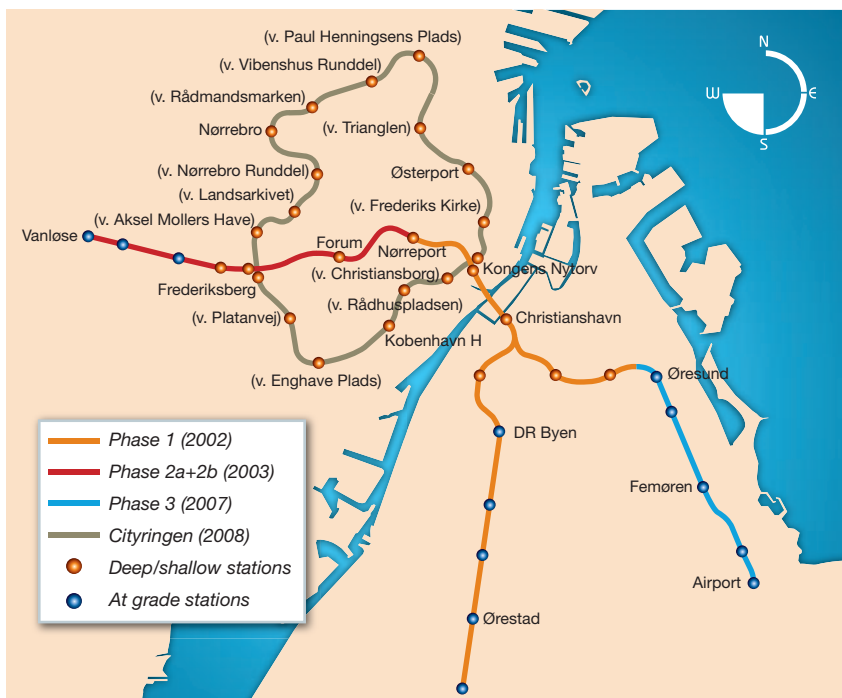 (v. Paul Henningsens Plads)
(v. Vibenshus Runddel)
(v. Rådmandsmarken)
Nørrebro
(v. Trianglen)
(v. Nørrebro Runddel)
Østerport
(v. Landsarkivet)
(v. Frederiks Kirke)
(v. Aksel Mollers Have)
Vanløse
Forum
Nørreport
(v. Christiansborg)
Kongens Nytorv
Frederiksberg
(v. Rådhuspladsen)
(v. Platanvej)
Christianshavn
Kobenhavn H
(v. Enghave Plads)
Øresund
DR Byen
Femøren
Airport
Ørestad
N
W
E
S
Phase 1 (2002)
Phase 2a+2b (2003)
Phase 3 (2007)
Cityringen (2008)
Deep/shallow stations
At grade stations